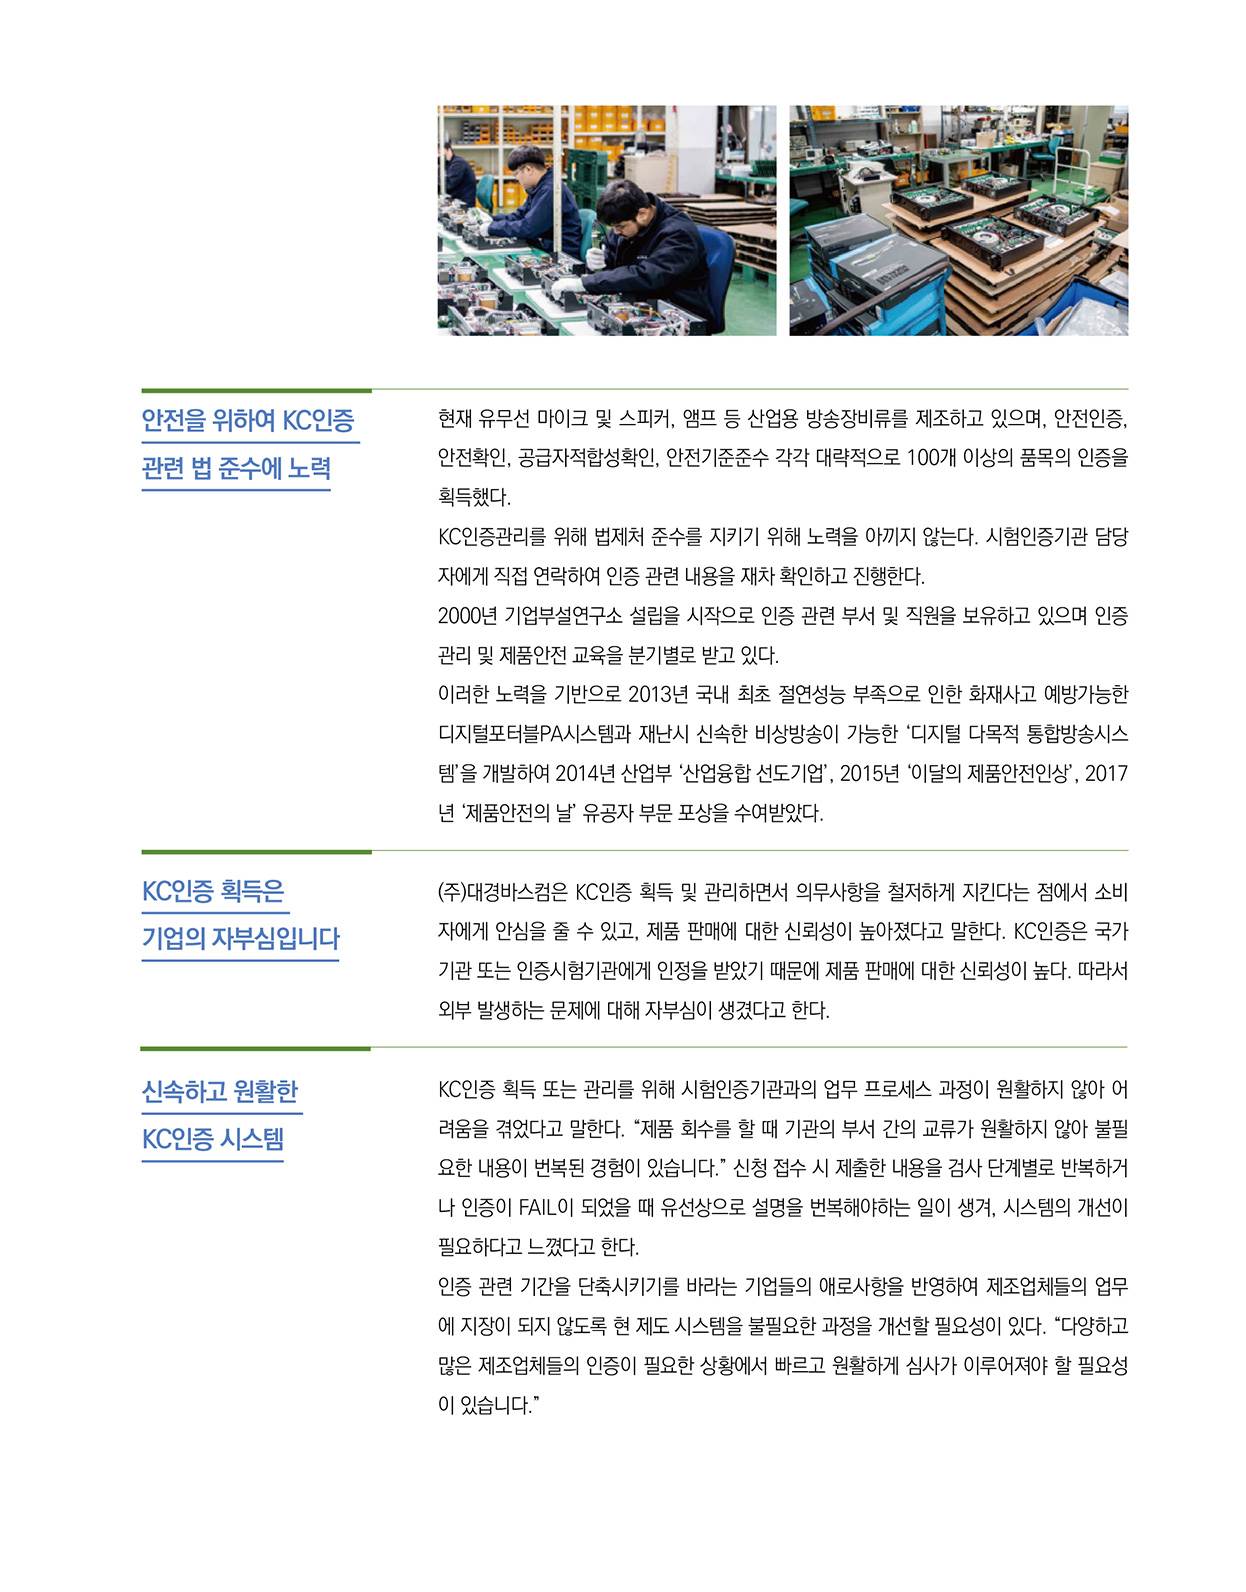 안전을 위하여 KC인증
관련 법 준수에 노력
현재 유무선 마이크 및 스피커, 앰프 등 산업용 방송장비류를 제조하고 있으며, 안전인증,
안전확인, 공급자적합성확인, 안전기준준수 각각 대략적으로 100개 이상의 품목의 인증을
획득했다.
KC인증관리를 위해 법제처 준수를 지키기 위해 노력을 아끼지 않는다. 시험인증기관 담당
자에게 직접 연락하여 인증 관련 내용을 재차 확인하고 진행한다.
2000년 기업부설연구소 설립을 시작으로 인증 관련 부서 및 직원을 보유하고 있으며 인증
관리 및 제품안전 교육을 분기별로 받고 있다.
이러한 노력을 기반으로 2013년 국내 최초 절연성능 부족으로 인한 화재사고 예방가능한
디지털포터블PA시스템과 재난시 신속한 비상방송이 가능한 ‘디지털 다목적 통합방송시스
템’을 개발하여 2014년 산업부 ‘산업융합 선도기업’, 2015년 ‘이달의 제품안전인상’, 2017
년 ‘제품안전의 날’ 유공자 부문 포상을 수여받았다.
KC인증 획득은
기업의 자부심입니다
(주)대경바스컴은 KC인증 획득 및 관리하면서 의무사항을 철저하게 지킨다는 점에서 소비
자에게 안심을 줄 수 있고, 제품 판매에 대한 신뢰성이 높아졌다고 말한다. KC인증은 국가
기관 또는 인증시험기관에게 인정을 받았기 때문에 제품 판매에 대한 신뢰성이 높다. 따라서
외부 발생하는 문제에 대해 자부심이 생겼다고 한다.
신속하고 원활한
KC인증 시스템
KC인증 획득 또는 관리를 위해 시험인증기관과의 업무 프로세스 과정이 원활하지 않아 어
려움을 겪었다고 말한다. “제품 회수를 할 때 기관의 부서 간의 교류가 원활하지 않아 불필
요한 내용이 번복된 경험이 있습니다.” 신청 접수 시 제출한 내용을 검사 단계별로 반복하거
나 인증이 FAIL이 되었을 때 유선상으로 설명을 번복해야하는 일이 생겨, 시스템의 개선이
필요하다고 느꼈다고 한다.
인증 관련 기간을 단축시키기를 바라는 기업들의 애로사항을 반영하여 제조업체들의 업무
에 지장이 되지 않도록 현 제도 시스템을 불필요한 과정을 개선할 필요성이 있다. “다양하고
많은 제조업체들의 인증이 필요한 상황에서 빠르고 원활하게 심사가 이루어져야 할 필요성
이 있습니다.”